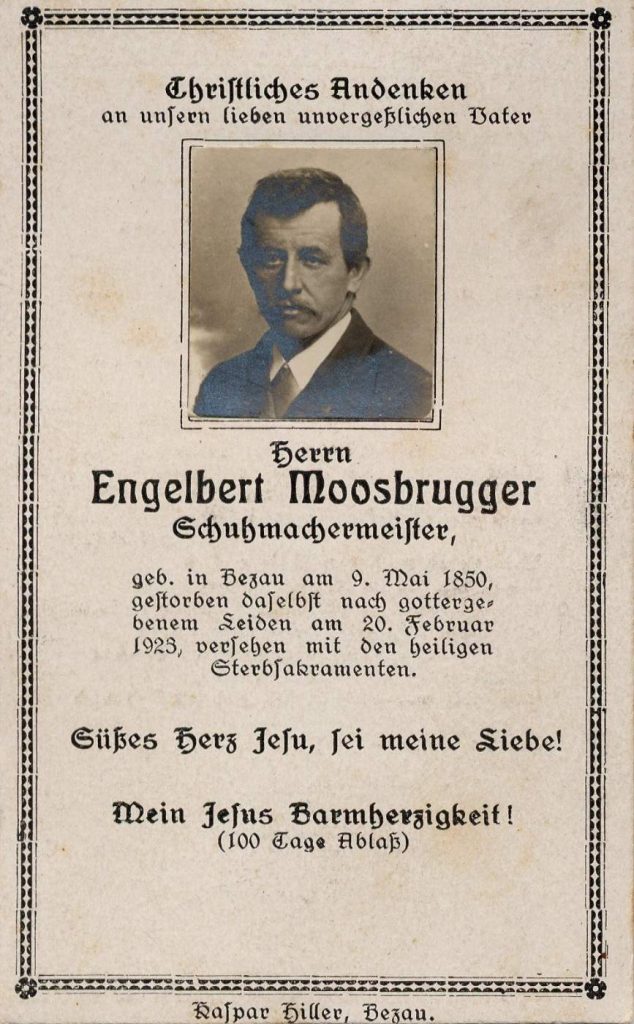 Christliches Andenken
an unsern lieben unvergeßlichen Vater
Herrn
Engelbert Moosbrugger
Schuhmachermeister,
geb. in Bezau am 9. Mai 1850,
gestorben daselbst nach gotterge-
benem Leiden am 20. Februar
1923, versehen mit den heiligen
Sterbsakramenten.
Süßes Herz Jesu, sei meine Liebe!
Mein Jesus Barmherzigkeit!
(100 Tage Ablaß)
Kaspar Hiller, Bezau.